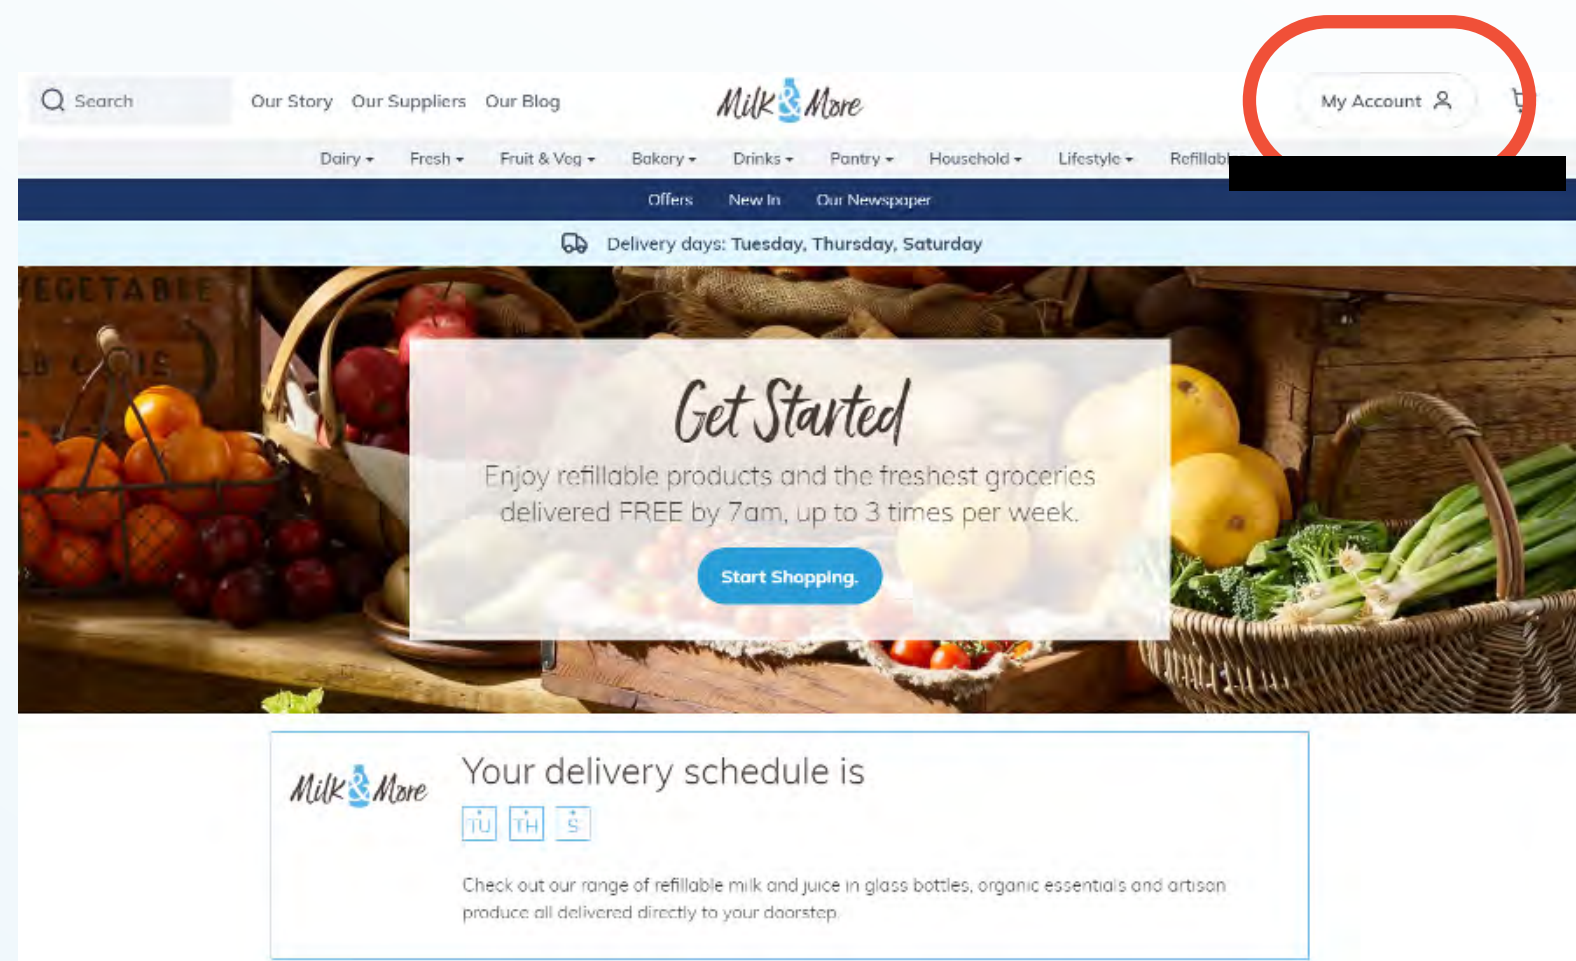 Search
Our Story Our Suppliers Our Blog
Milk & More
My Account
Dairy Fresh Fruit & Veg Bakery Drinks Pantry Household Lifestyle
Offers New In Our Newspaper
Delivery days: Tuesday, Thursday, Saturday
VEGETABLE
Get Started
Enjoy refillable products and the freshest groceries
delivered FREE by 7am, up to 3 times per week.
Start Shopping.
Milk & More
Your delivery schedule is
TU TH S
Check out our range of refillable milk and juice in glass bottles, organic essentials and artisan
produce all delivered directly to your doorstep.